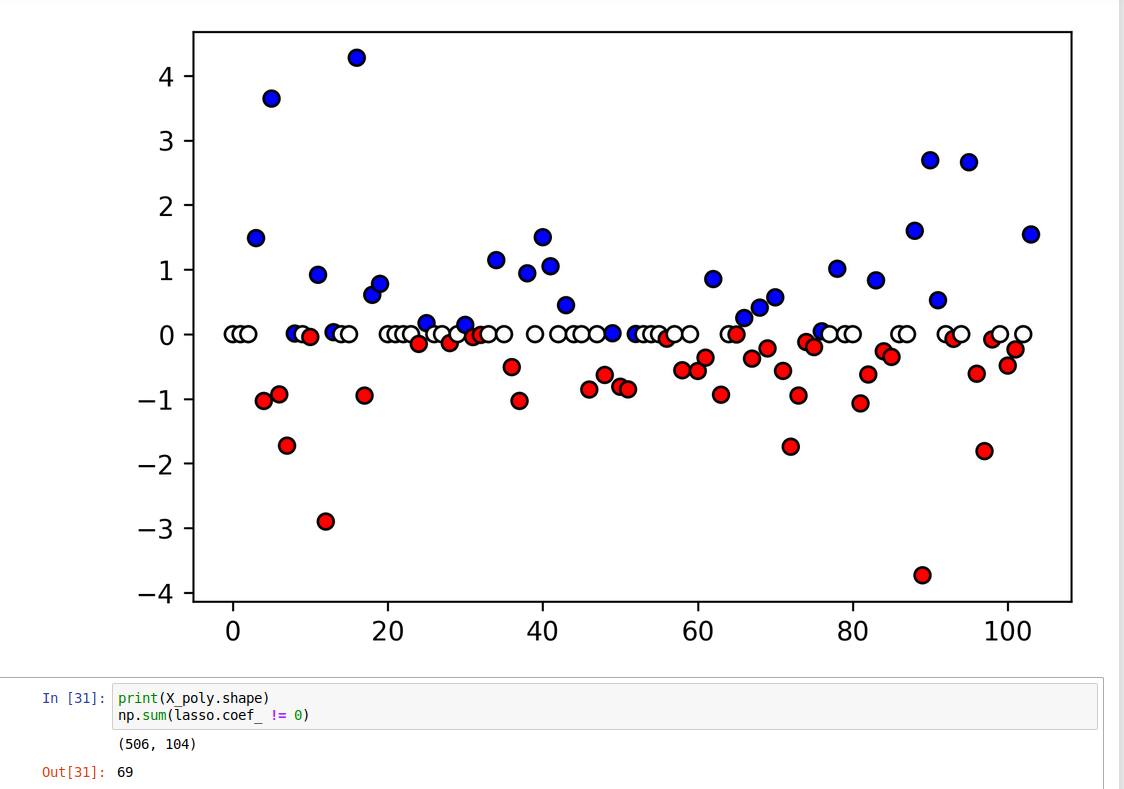 4
3
2
1
0
−1
−2
−3
−4
0 20 40 60 80 100
In [31]: print(X_poly.shape)
np.sum(lasso.coef_ != 0)
(506, 104)
Out[31]: 69